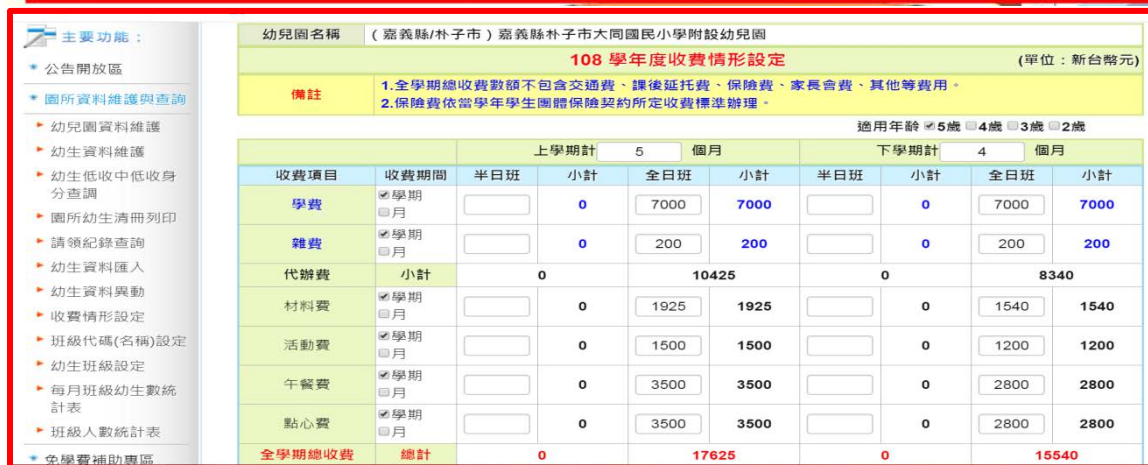 主要功能：
* 公告開放區
* 園所資料維護與查詢
幼兒園資料維護
幼生資料維護
幼生低收中低收身
分查調
園所幼生清冊列印
請領紀錄查詢
幼生資料匯入
幼生資料異動
收費情形設定
班級代碼(名稱)設定
幼生班級設定
每月班級幼生數統
計表
班級人數統計表
* 免學費補助專區
幼兒園名稱 ( 嘉義縣/朴子市 ) 嘉義縣朴子市大同國民小學附設幼兒園
108 學年度收費情形設定 (單位：新台幣元)
備註
1.全學期總收費數額不包含交通費、課後延托費、保險費、家長會費、其他等費用。
2.保險費依當學年學生團體保險契約所定收費標準辦理。
適用年齡 5歲 4歲 3歲 2歲
上學期計 5 個月 下學期計 4 個月
收費項目 收費期間 半日班 小計 全日班 小計 半日班 小計 全日班 小計
學費 學期 月 0 7000 7000 0 7000 7000
雜費 學期 月 0 200 200 0 200 200
代辦費 小計 0 10425 0 8340
材料費 學期 月 0 1925 1925 0 1540 1540
活動費 學期 月 0 1500 1500 0 1200 1200
午餐費 學期 月 0 3500 3500 0 2800 2800
點心費 學期 月 0 3500 3500 0 2800 2800
全學期總收費 總計 0 17625 0 15540